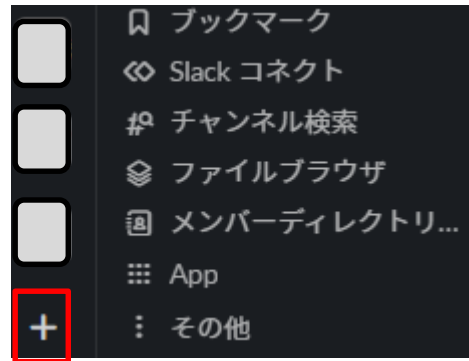 ブックマーク
Slack コネクト
チャンネル検索
ファイルブラウザ
メンバーディレクトリ...
App
その他